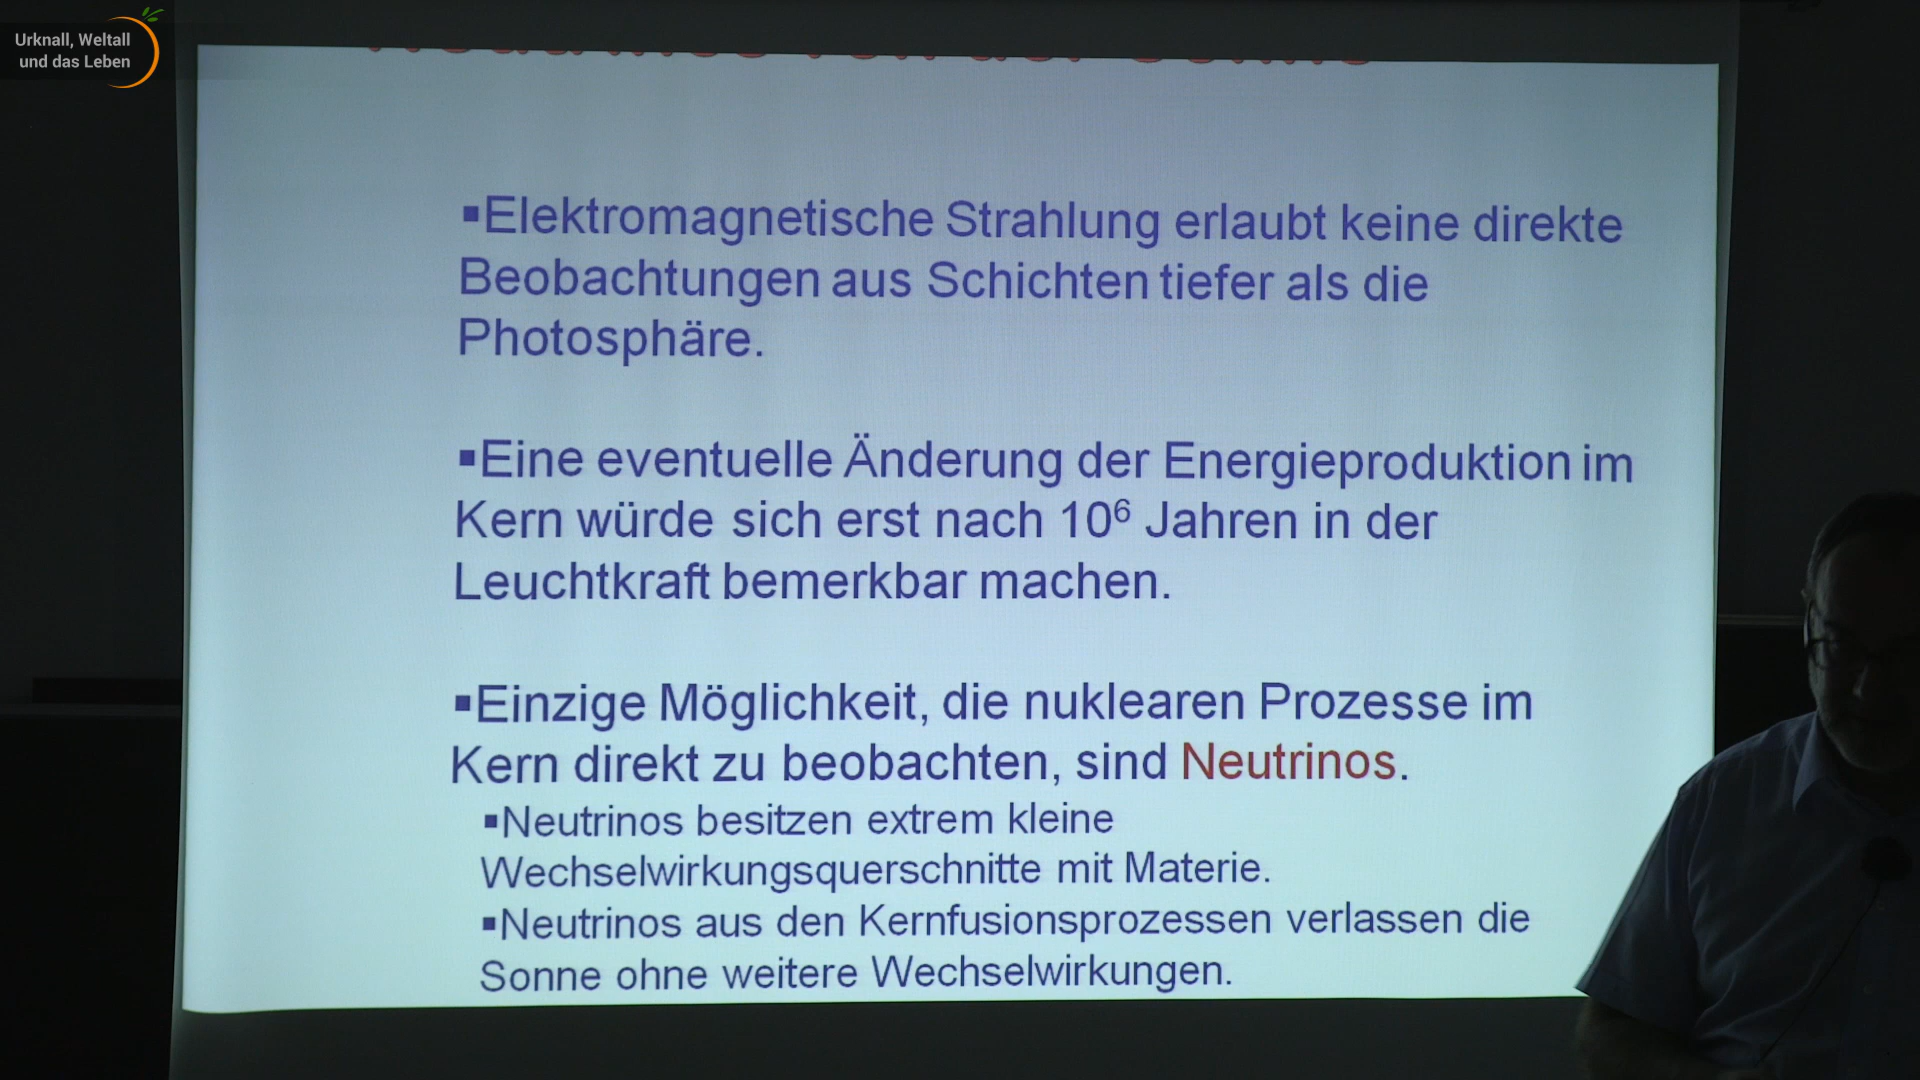 Urknall, Weltall
und das Leben
▪Elektromagnetische Strahlung erlaubt keine direkte
Beobachtungen aus Schichten tiefer als die
Photosphäre.
▪Eine eventuelle Änderung der Energieproduktion im
Kern würde sich erst nach 10⁶ Jahren in der
Leuchtkraft bemerkbar machen.
▪Einzige Möglichkeit, die nuklearen Prozesse im
Kern direkt zu beobachten, sind Neutrinos.
▪Neutrinos besitzen extrem kleine
Wechselwirkungsquerschnitte mit Materie.
▪Neutrinos aus den Kernfusionsprozessen verlassen die
Sonne ohne weitere Wechselwirkungen.